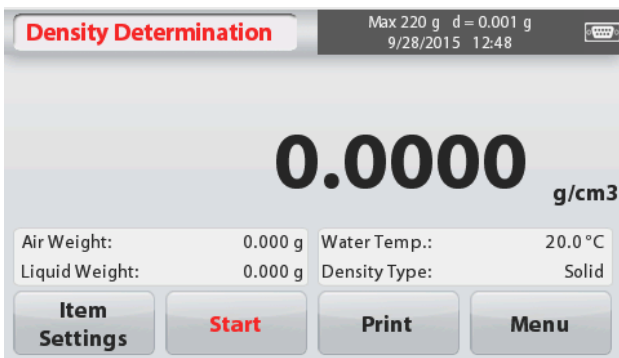 Density Determination
Max 220 g d = 0.001 g
9/28/2015 12:48
0.0000
g/cm3
Air Weight: 0.000 g Water Temp.: 20.0 °C
Liquid Weight: 0.000 g Density Type: Solid
Item Settings
Start
Print
Menu